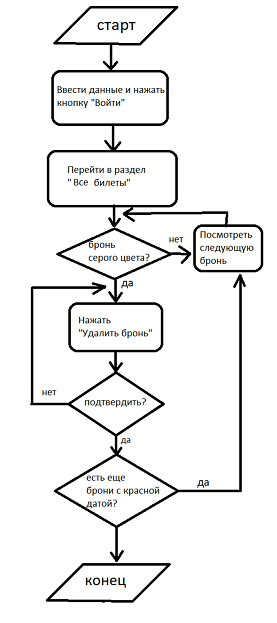 старт
Ввести данные и нажать
кнопку "Войти"
Перейти в раздел
"Все билеты"
бронь
серого цвета?
нет
Посмотреть
следующую
бронь
да
Нажать
"Удалить бронь"
нет
подтвердить?
да
есть еще
брони с красной
датой?
да
конец